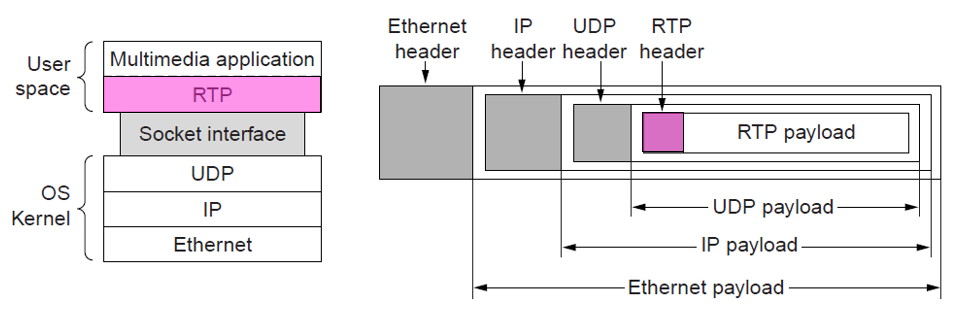 User
space
Multimedia application
RTP
Socket interface
OS
Kernel
UDP
IP
Ethernet
Ethernet
header
IP
header
UDP
header
RTP
header
RTP payload
UDP payload
IP payload
Ethernet payload